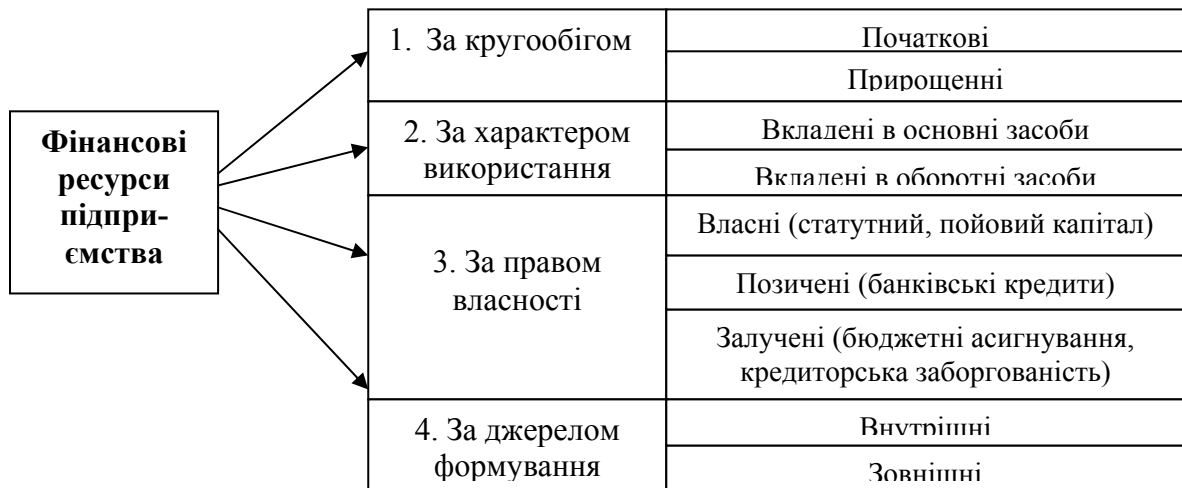 Фінансові
ресурси
підпри-
ємства
1. За кругообігом
Початкові
Прирощенні
2. За характером
використання
Вкладені в основні засоби
Вкладені в оборотні засоби
3. За правом
власності
Власні (статутний, пойовий капітал)
Позичені (банківські кредити)
Залучені (бюджетні асигнування,
кредиторська заборгованість)
4. За джерелом
формування
Внутрішні
Зовнішні